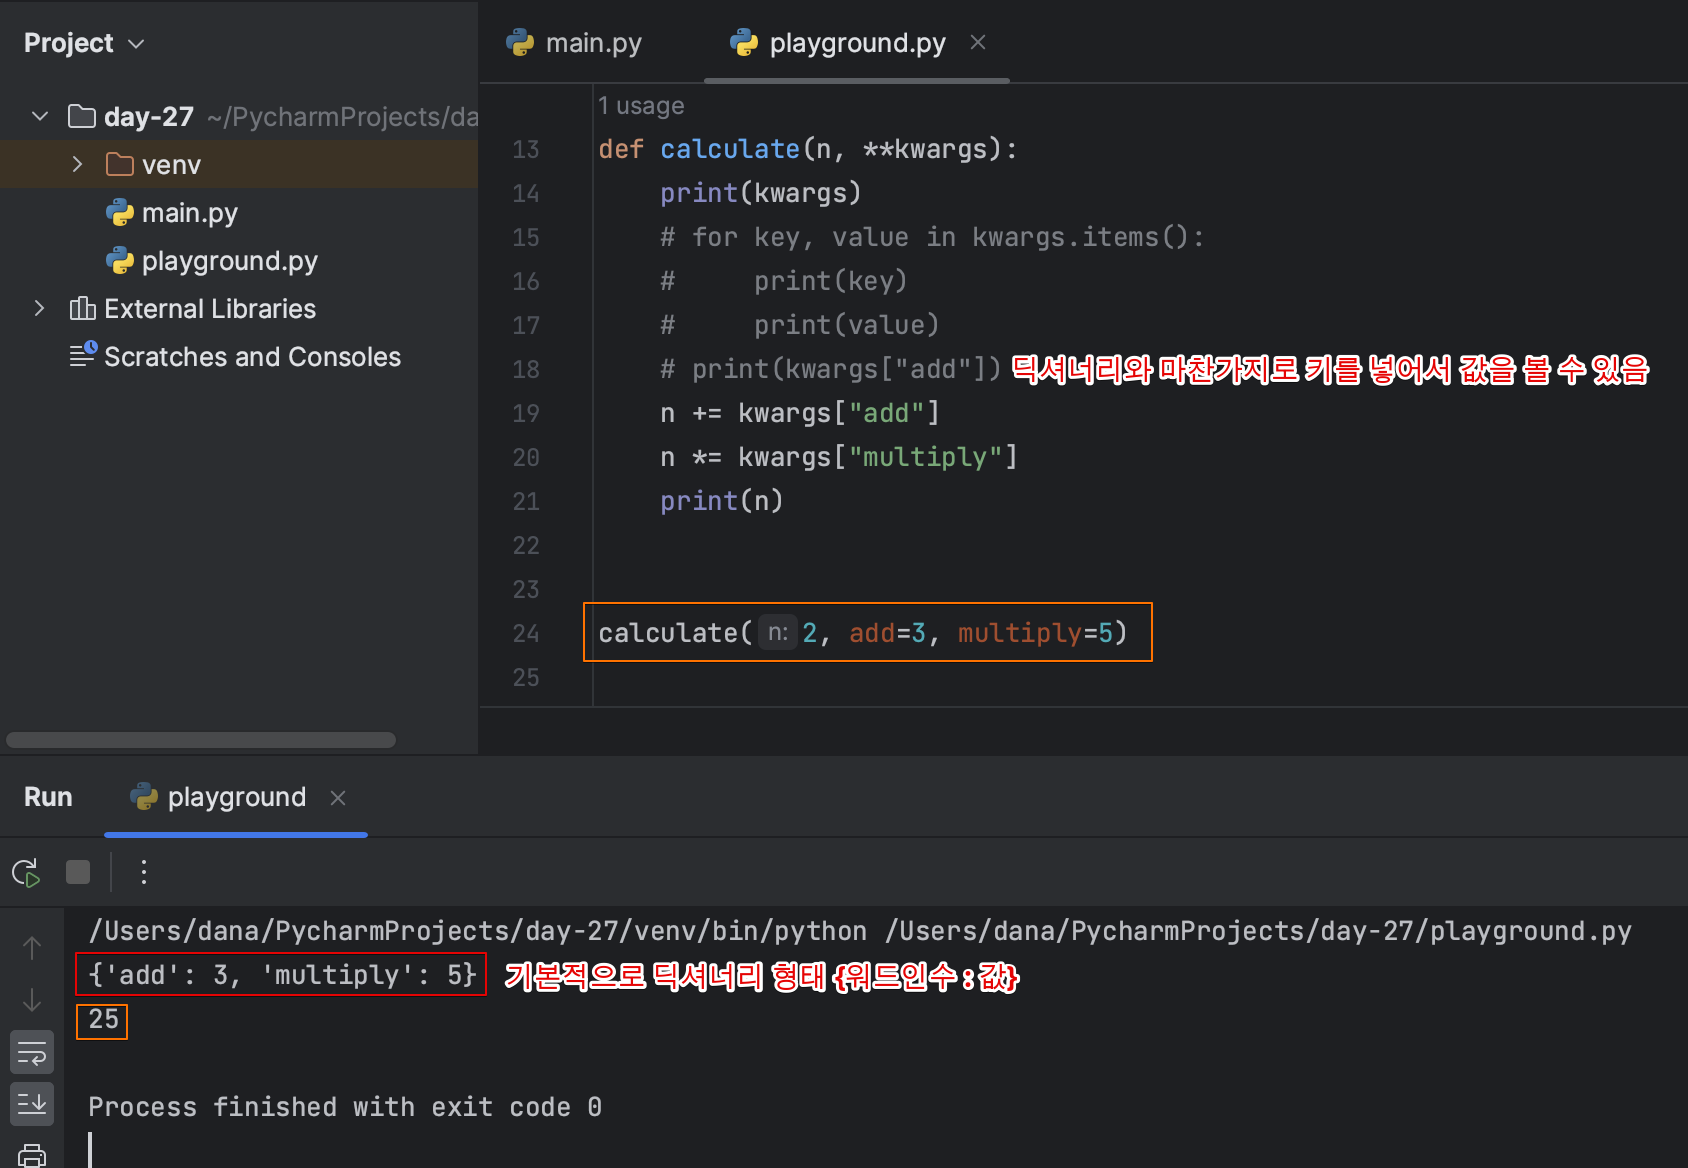 Project
main.py
playground.py
day-27 ~/PycharmProjects/da
venv
main.py
playground.py
External Libraries
Scratches and Consoles
1 usage
13 def calculate(n, **kwargs):
14     print(kwargs)
15     # for key, value in kwargs.items():
16     #     print(key)
17     #     print(value)
18     # print(kwargs["add"]) 딕셔너리와 마찬가지로 키를 넣어서 값을 볼 수 있음
19     n += kwargs["add"]
20     n *= kwargs["multiply"]
21     print(n)
22
23
24 calculate( n: 2, add=3, multiply=5)
25
Run playground
/Users/dana/PycharmProjects/day-27/venv/bin/python /Users/dana/PycharmProjects/day-27/playground.py
{'add': 3, 'multiply': 5} 기본적으로 딕셔너리 형태 {워드인수 : 값}
25
Process finished with exit code 0